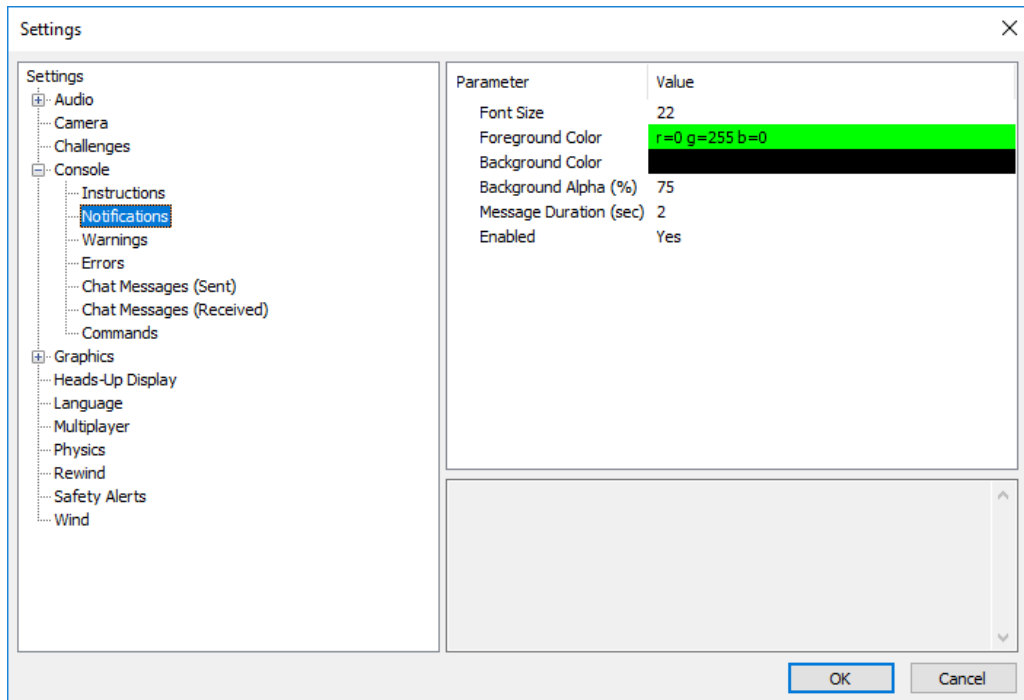 Settings
Settings
Audio
Camera
Challenges
Console
Instructions
Notifications
Warnings
Errors
Chat Messages (Sent)
Chat Messages (Received)
Commands
Graphics
Heads-Up Display
Language
Multiplayer
Physics
Rewind
Safety Alerts
Wind
Parameter Value
Font Size 22
Foreground Color r=0 g=255 b=0
Background Color
Background Alpha (%) 75
Message Duration (sec) 2
Enabled Yes
OK Cancel